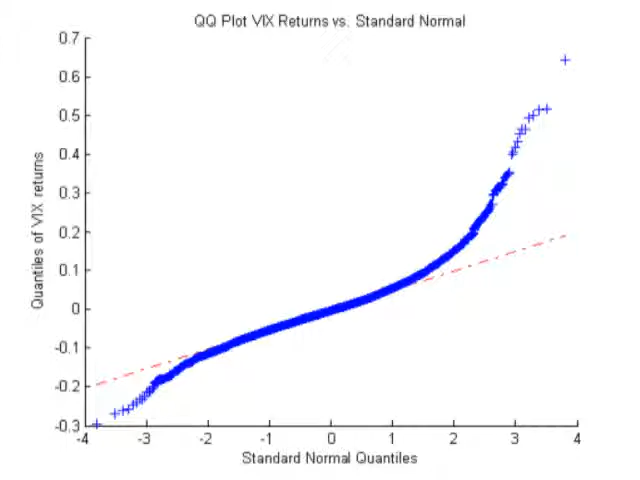 QQ Plot VIX Returns vs. Standard Normal
0.7
0.6
0.5
0.4
0.3
0.2
0.1
0
-0.1
-0.2
-0.3
Quantiles of VIX returns
-4 -3 -2 -1 0 1 2 3 4
Standard Normal Quantiles